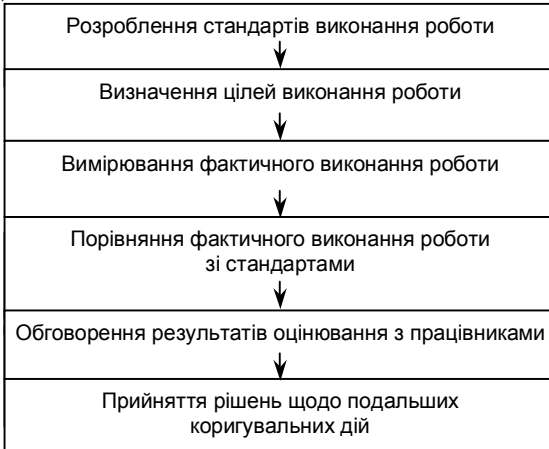 Розроблення стандартів виконання роботи
Визначення цілей виконання роботи
Вимірювання фактичного виконання роботи
Порівняння фактичного виконання роботи
зі стандартами
Обговорення результатів оцінювання з працівниками
Прийняття рішень щодо подальших
коригувальних дій